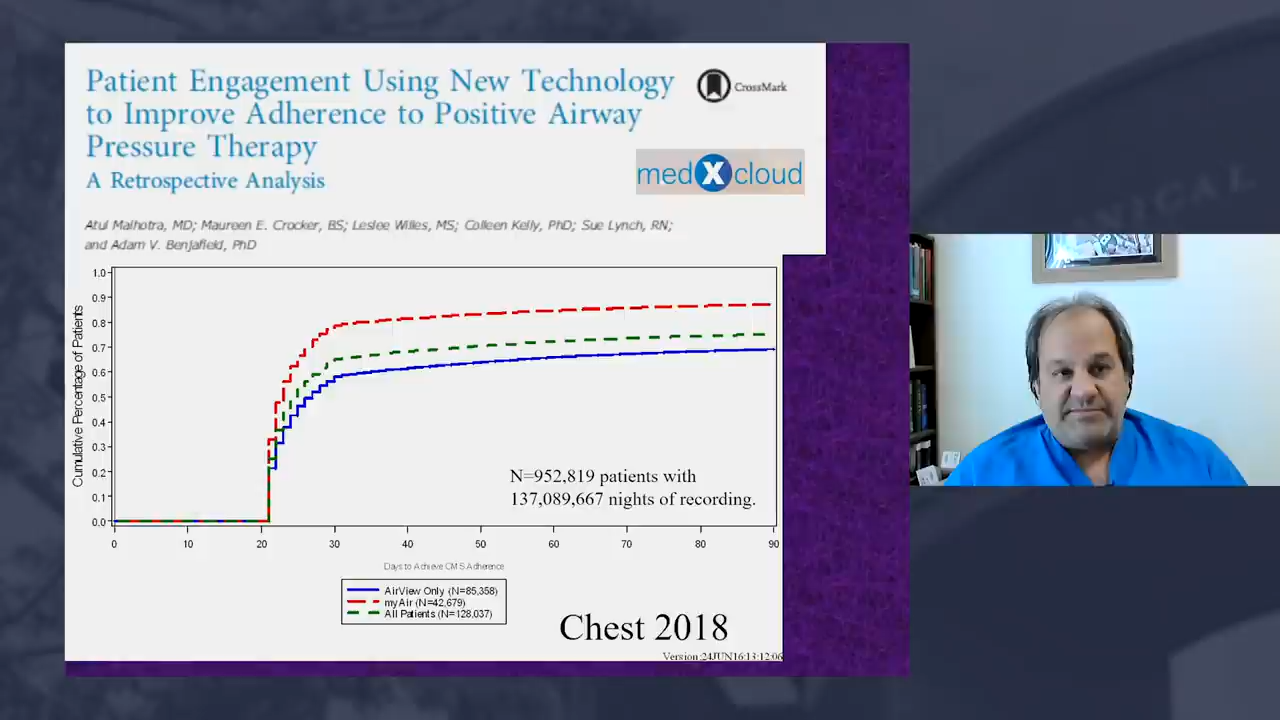 Patient Engagement Using New Technology
to Improve Adherence to Positive Airway
Pressure Therapy
A Retrospective Analysis
CrossMark
medXcloud
Atul Malhotra, MD; Maureen E. Crocker, BS; Leslee Willes, MS; Colleen Kelly, PhD; Sue Lynch, RN;
and Adam V. Benjafield, PhD
Cumulative Percentage of Patients
1.0
0.9
0.8
0.7
0.6
0.5
0.4
0.3
0.2
0.1
0.0
N=952,819 patients with
137,089,667 nights of recording.
0 10 20 30 40 50 60 70 80 90
Days to Achieve CMS Adherence
AirView Only (N=85,358)
myAir (N=42,679)
All Patients (N=128,037)
Chest 2018
Version:24JUN16:13:12:06
NICAL